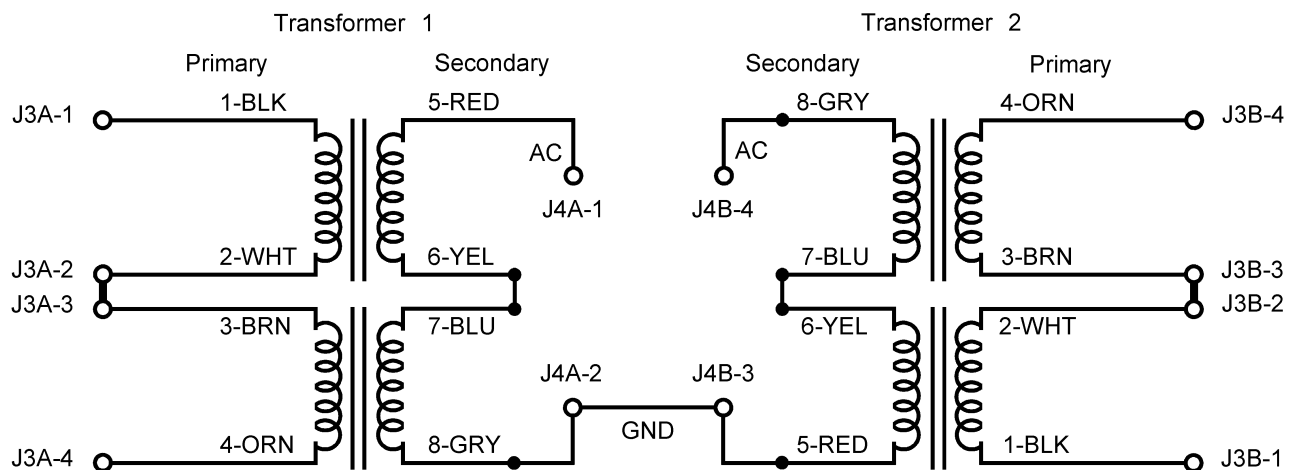 Transformer 1
Transformer 2
Primary
Secondary
Secondary
Primary
J3A-1
1-BLK
5-RED
8-GRY
4-ORN
J3B-4
AC
AC
J4A-1
J4B-4
J3A-2
2-WHT
6-YEL
7-BLU
3-BRN
J3B-3
J3A-3
3-BRN
7-BLU
6-YEL
2-WHT
J3B-2
J4A-2
J4B-3
GND
J3A-4
4-ORN
8-GRY
5-RED
1-BLK
J3B-1